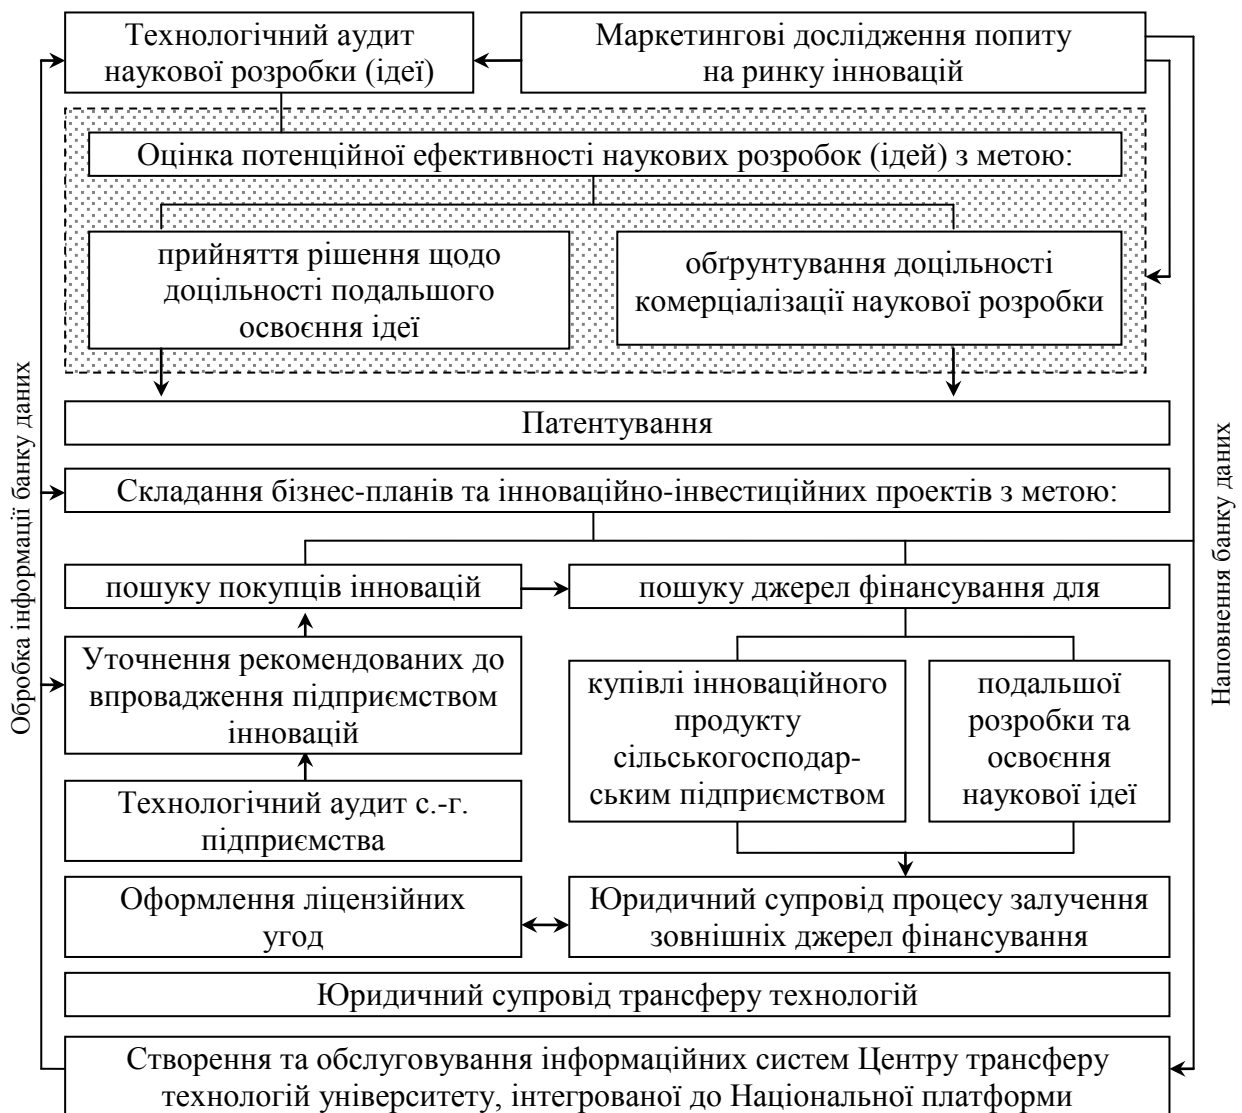 Технологічний аудит
наукової розробки (ідеї)
Маркетингові дослідження попиту
на ринку інновацій
Оцінка потенційної ефективності наукових розробок (ідей) з метою:
прийняття рішення щодо
доцільності подальшого
освоєння ідеї
обґрунтування доцільності
комерціалізації наукової розробки
Патентування
Складання бізнес-планів та інноваційно-інвестиційних проектів з метою:
пошуку покупців інновацій
пошуку джерел фінансування для
Уточнення рекомендованих до
впровадження підприємством
інновацій
купівлі інноваційного
продукту
сільськогосподар-
ським підприємством
подальшої
розробки та
освоєння
наукової ідеї
Технологічний аудит с.-г.
підприємства
Оформлення ліцензійних
угод
Юридичний супровід процесу залучення
зовнішніх джерел фінансування
Юридичний супровід трансферу технологій
Створення та обслуговування інформаційних систем Центру трансферу
технологій університету, інтегрованої до Національної платформи
Обробка інформації банку даних
Наповнення банку даних